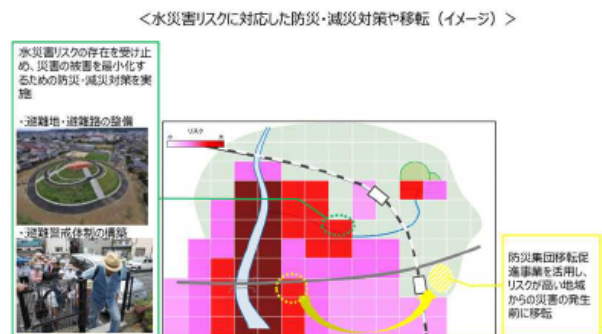 ＜水災害リスクに対応した防災・減災対策や移転（イメージ）＞
水災害リスクの存在を受け止
め、災害の被害を最小化す
るための防災・減災対策を実
施
・避難地・避難路の整備
・避難警戒体制の構築
リスク
小
大
防災集団移転促
進事業を活用し、
リスクが高い地域
からの災害の発生
前に移転